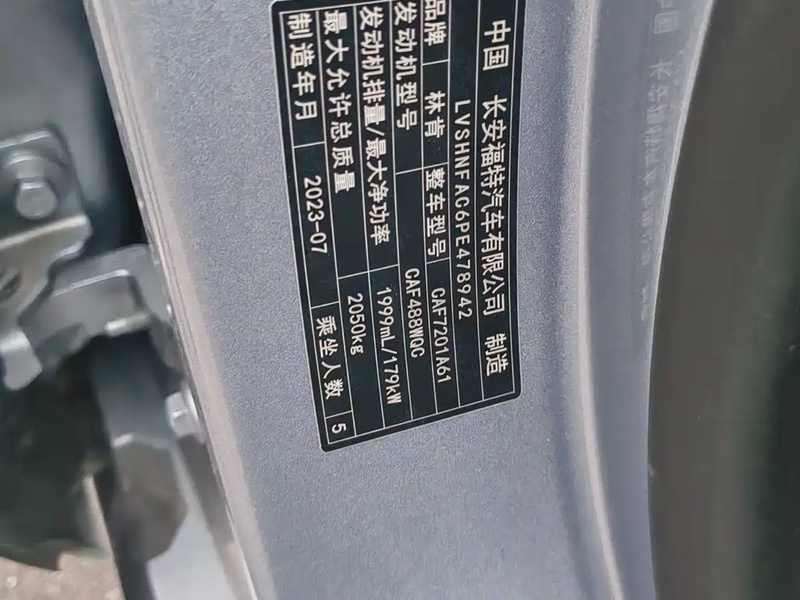 中国 长安福特汽车有限公司 制造
LVSHNFAC6PE478942
品牌 林肯 整车型号 CAF7201A61
发动机型号 CAF488WQC
发动机排量/最大净功率 1999mL/179kW
最大允许总质量 2050kg
制造年月 2023-07 乘坐人数 5